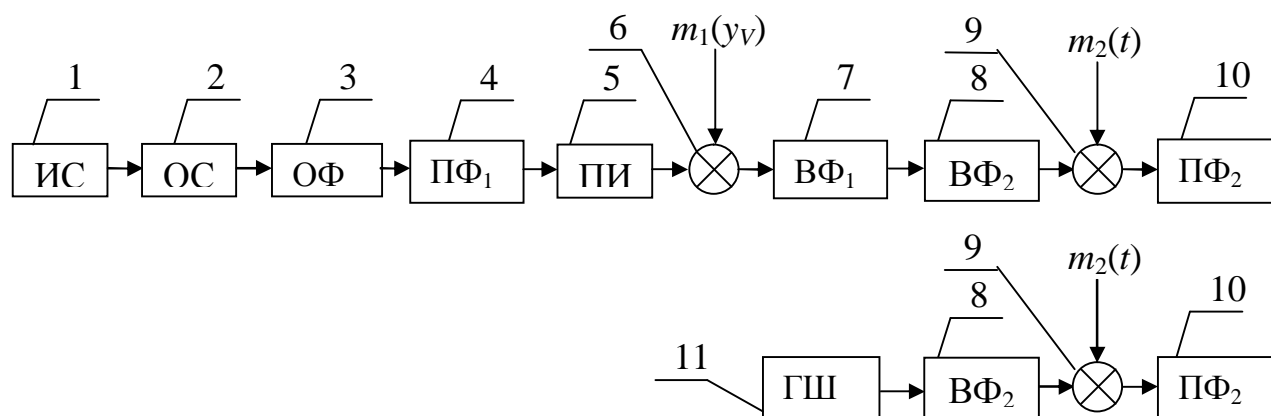 6 m₁(y_V) 9 m₂(t)
1 2 3 4 5 7 8 10
ИС ОС ОФ ПФ₁ ПИ ВФ₁ ВФ₂ ПФ₂
9 m₂(t)
8 10
11 ГШ ВФ₂ ПФ₂